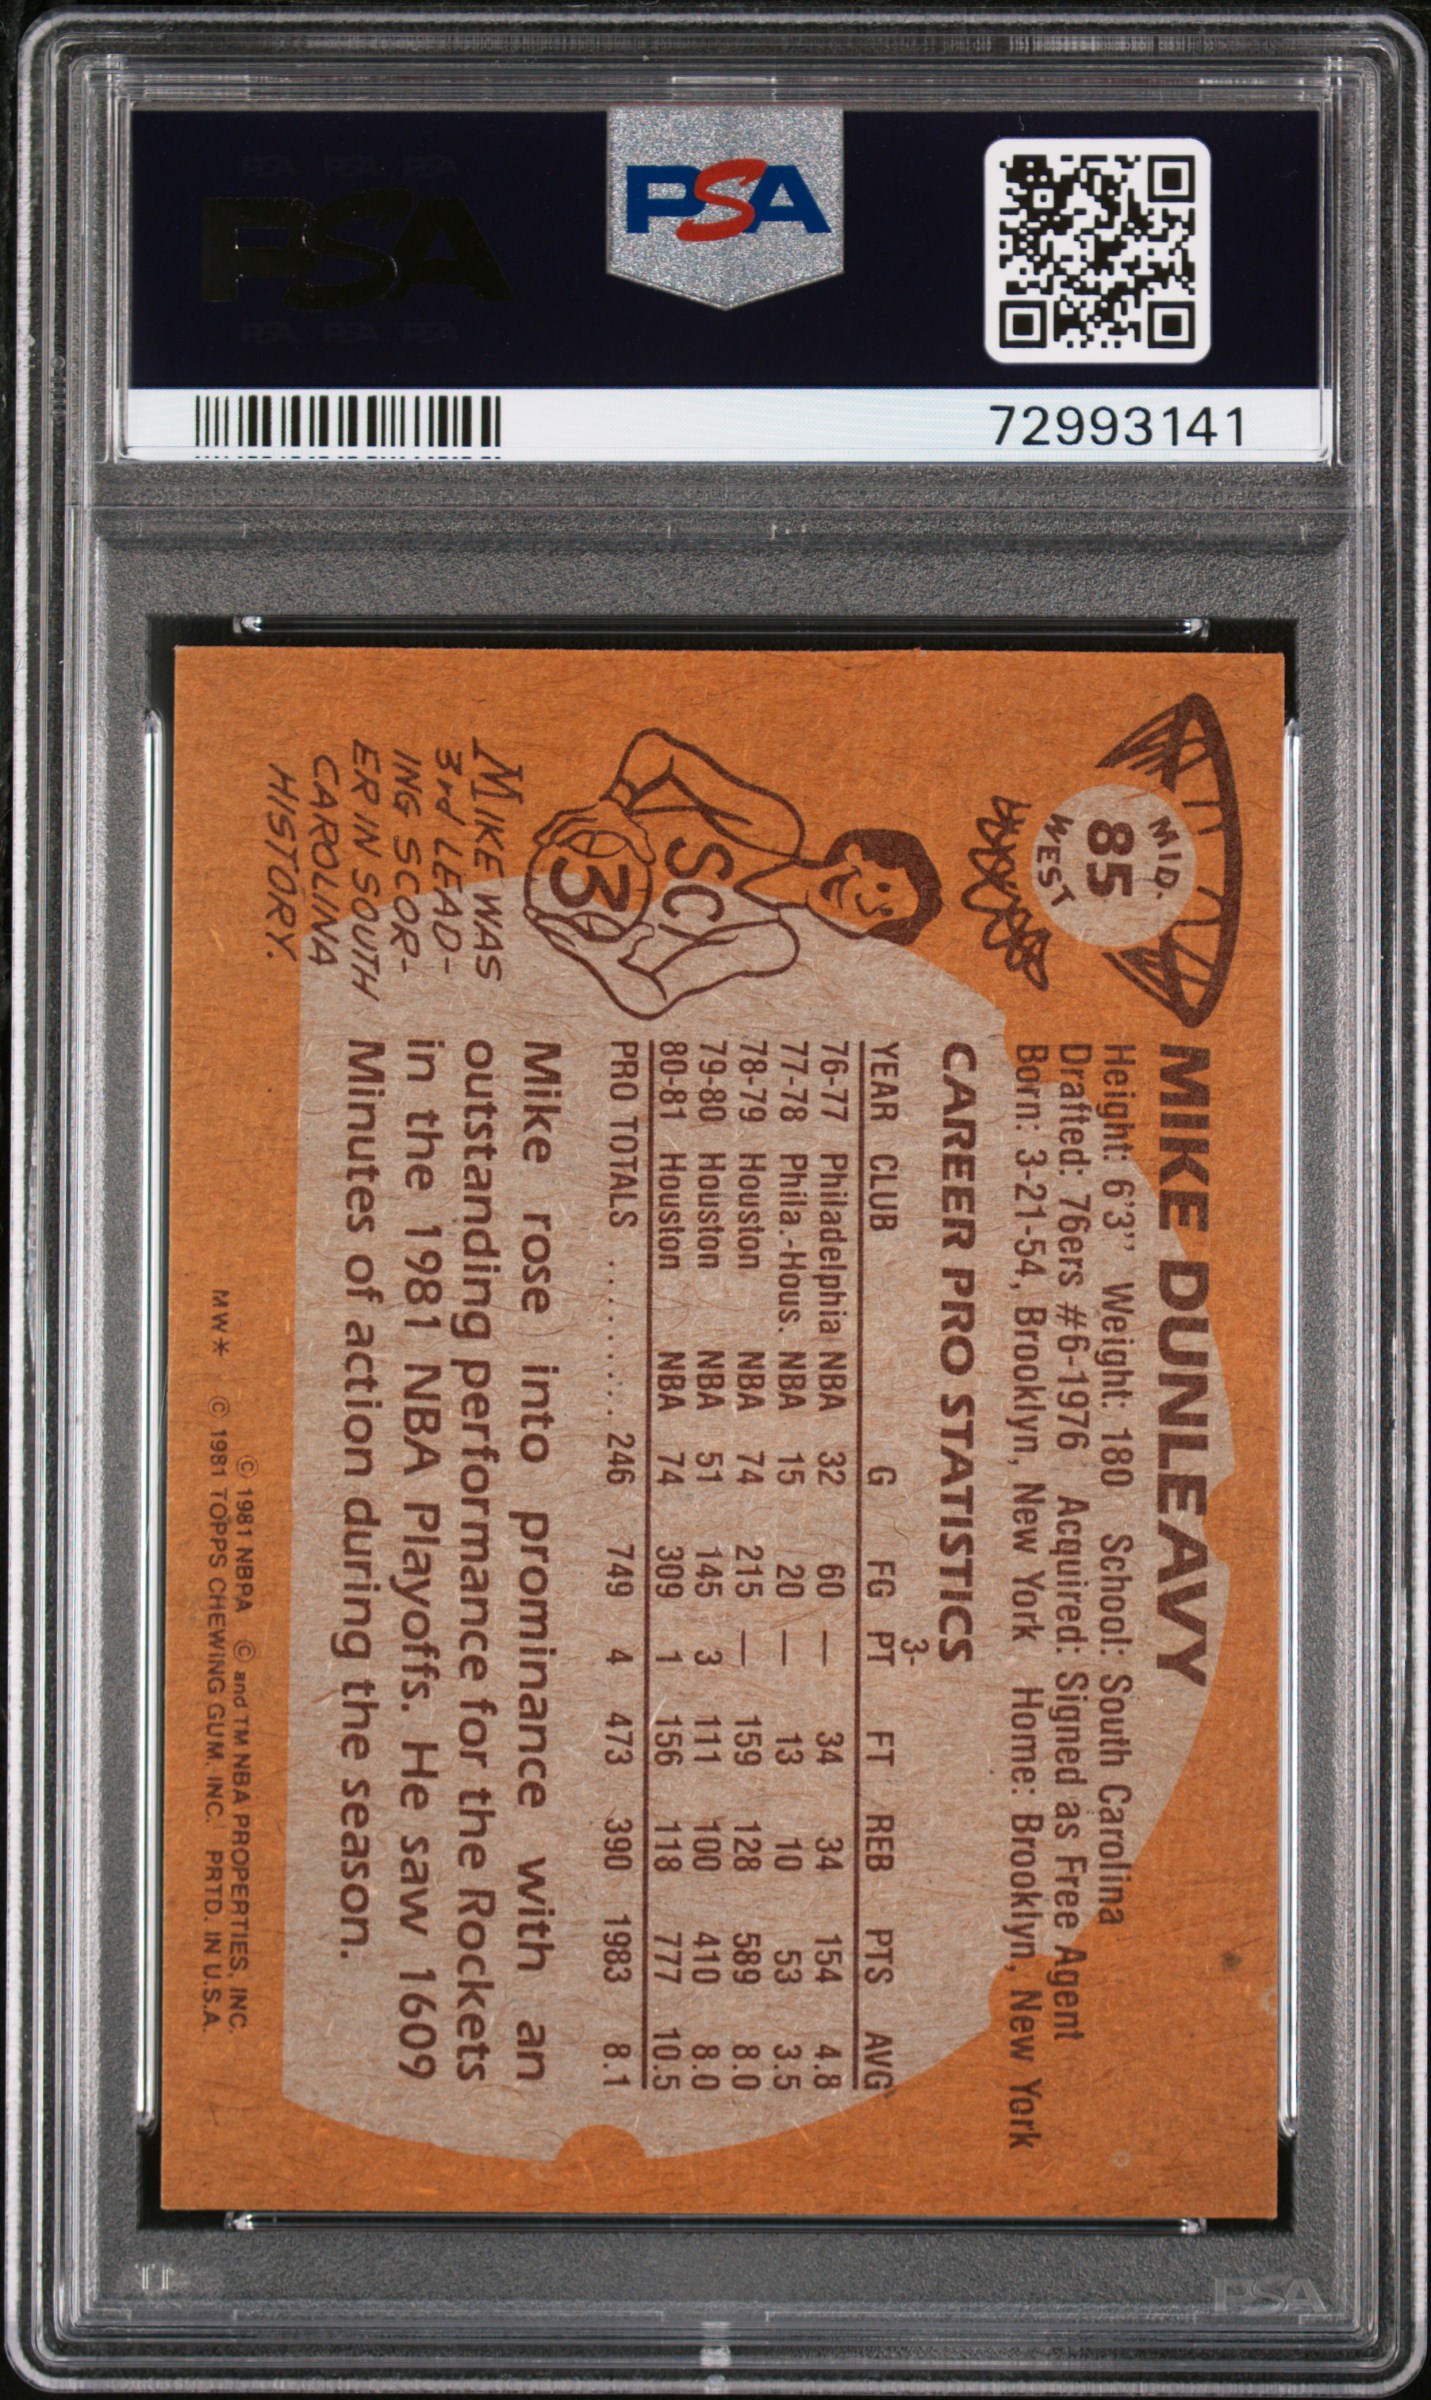 PSA PSA PSA
PSA
PSA PSA PSA
PSA
72993141
MID.
85
WEST
MIKE DUNLEAVY
Height: 6'3" Weight: 180 School: South Carolina
Drafted: 76ers #6-1976 Acquired: Signed as Free Agent
Born: 3-21-54, Brooklyn, New York Home: Brooklyn, New York
CAREER PRO STATISTICS
3-
YEAR CLUB G FG PT FT REB PTS AVG
76-77 Philadelphia NBA 32 60 — 34 34 154 4.8
77-78 Phila.-Hous. NBA 15 20 — 13 10 53 3.5
78-79 Houston NBA 74 215 — 159 128 589 8.0
79-80 Houston NBA 51 145 3 111 100 410 8.0
80-81 Houston NBA 74 309 1 156 118 777 10.5
PRO TOTALS .......... 246 749 4 473 390 1983 8.1
SC
3
MIKE WAS
3rd LEAD-
ING SCOR-
ER IN SOUTH
CAROLINA
HISTORY.
Mike rose into prominance with an
outstanding performance for the Rockets
in the 1981 NBA Playoffs. He saw 1609
Minutes of action during the season.
© 1981 NBPA © and TM NBA PROPERTIES, INC.
MW* © 1981 TOPPS CHEWING GUM, INC. PRTD. IN U.S.A.
PSA